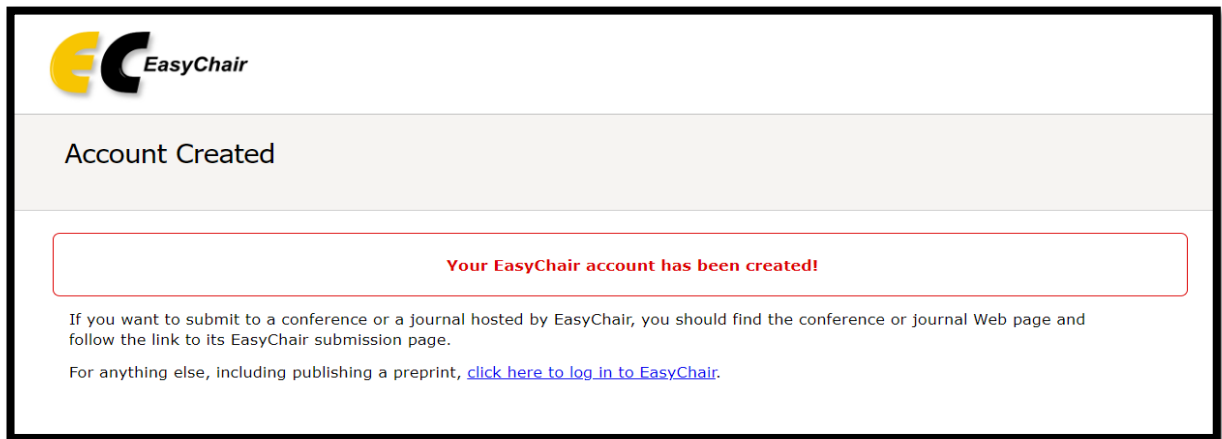 EC EasyChair
Account Created
Your EasyChair account has been created!
If you want to submit to a conference or a journal hosted by EasyChair, you should find the conference or journal Web page and
follow the link to its EasyChair submission page.
For anything else, including publishing a preprint, click here to log in to EasyChair.